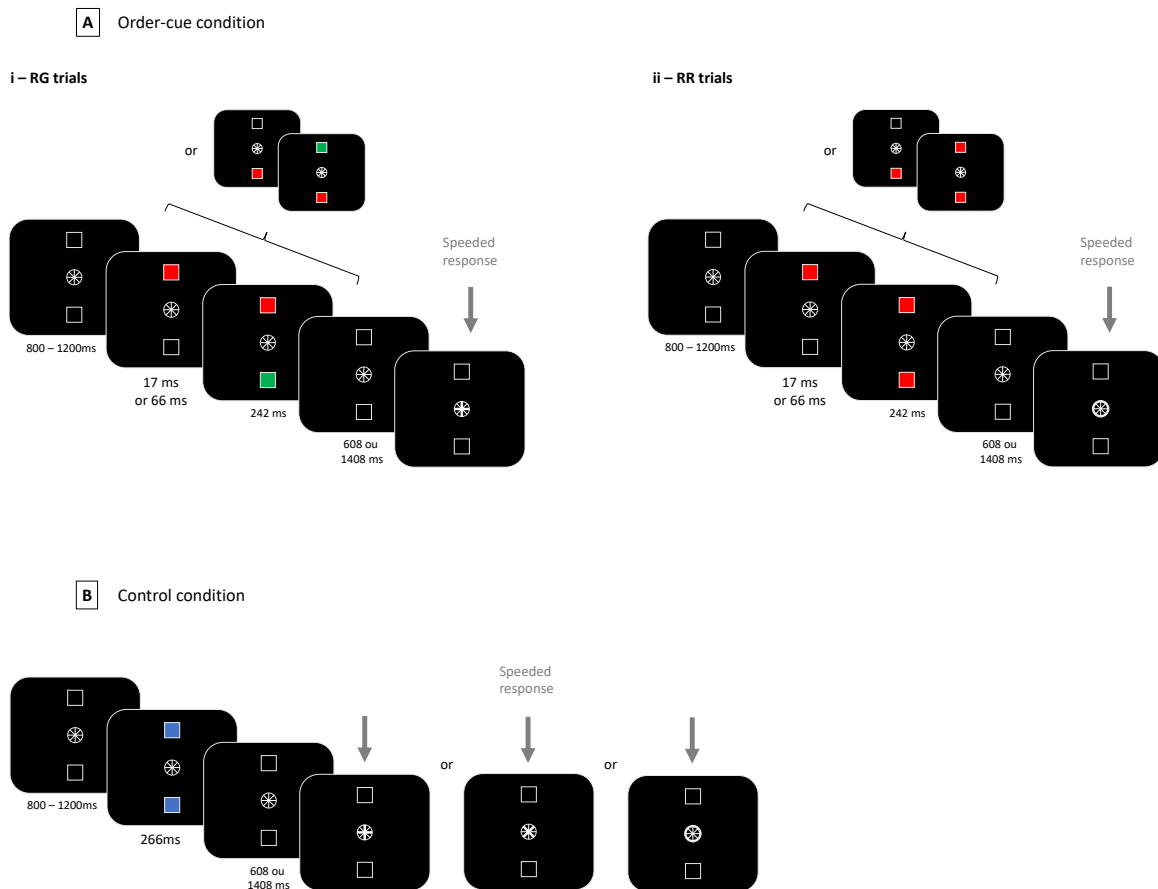 A Order-cue condition
i – RG trials
ii – RR trials
or
or
Speeded
response
Speeded
response
800 – 1200ms
17 ms
or 66 ms
242 ms
608 ou
1408 ms
800 – 1200ms
17 ms
or 66 ms
242 ms
608 ou
1408 ms
B Control condition
Speeded
response
or
or
800 – 1200ms
266ms
608 ou
1408 ms